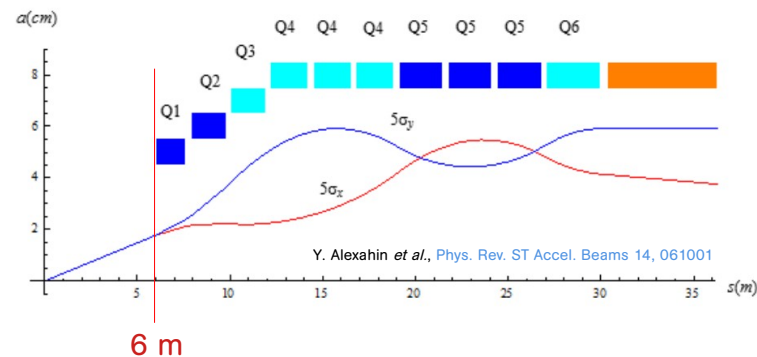 a(cm)
Q4 Q4 Q4 Q5 Q5 Q5 Q6
Q3
Q2
Q1
8
6
4
2
5σy
5σx
Y. Alexahin et al., Phys. Rev. ST Accel. Beams 14, 061001
5 10 15 20 25 30 35 s(m)
6 m